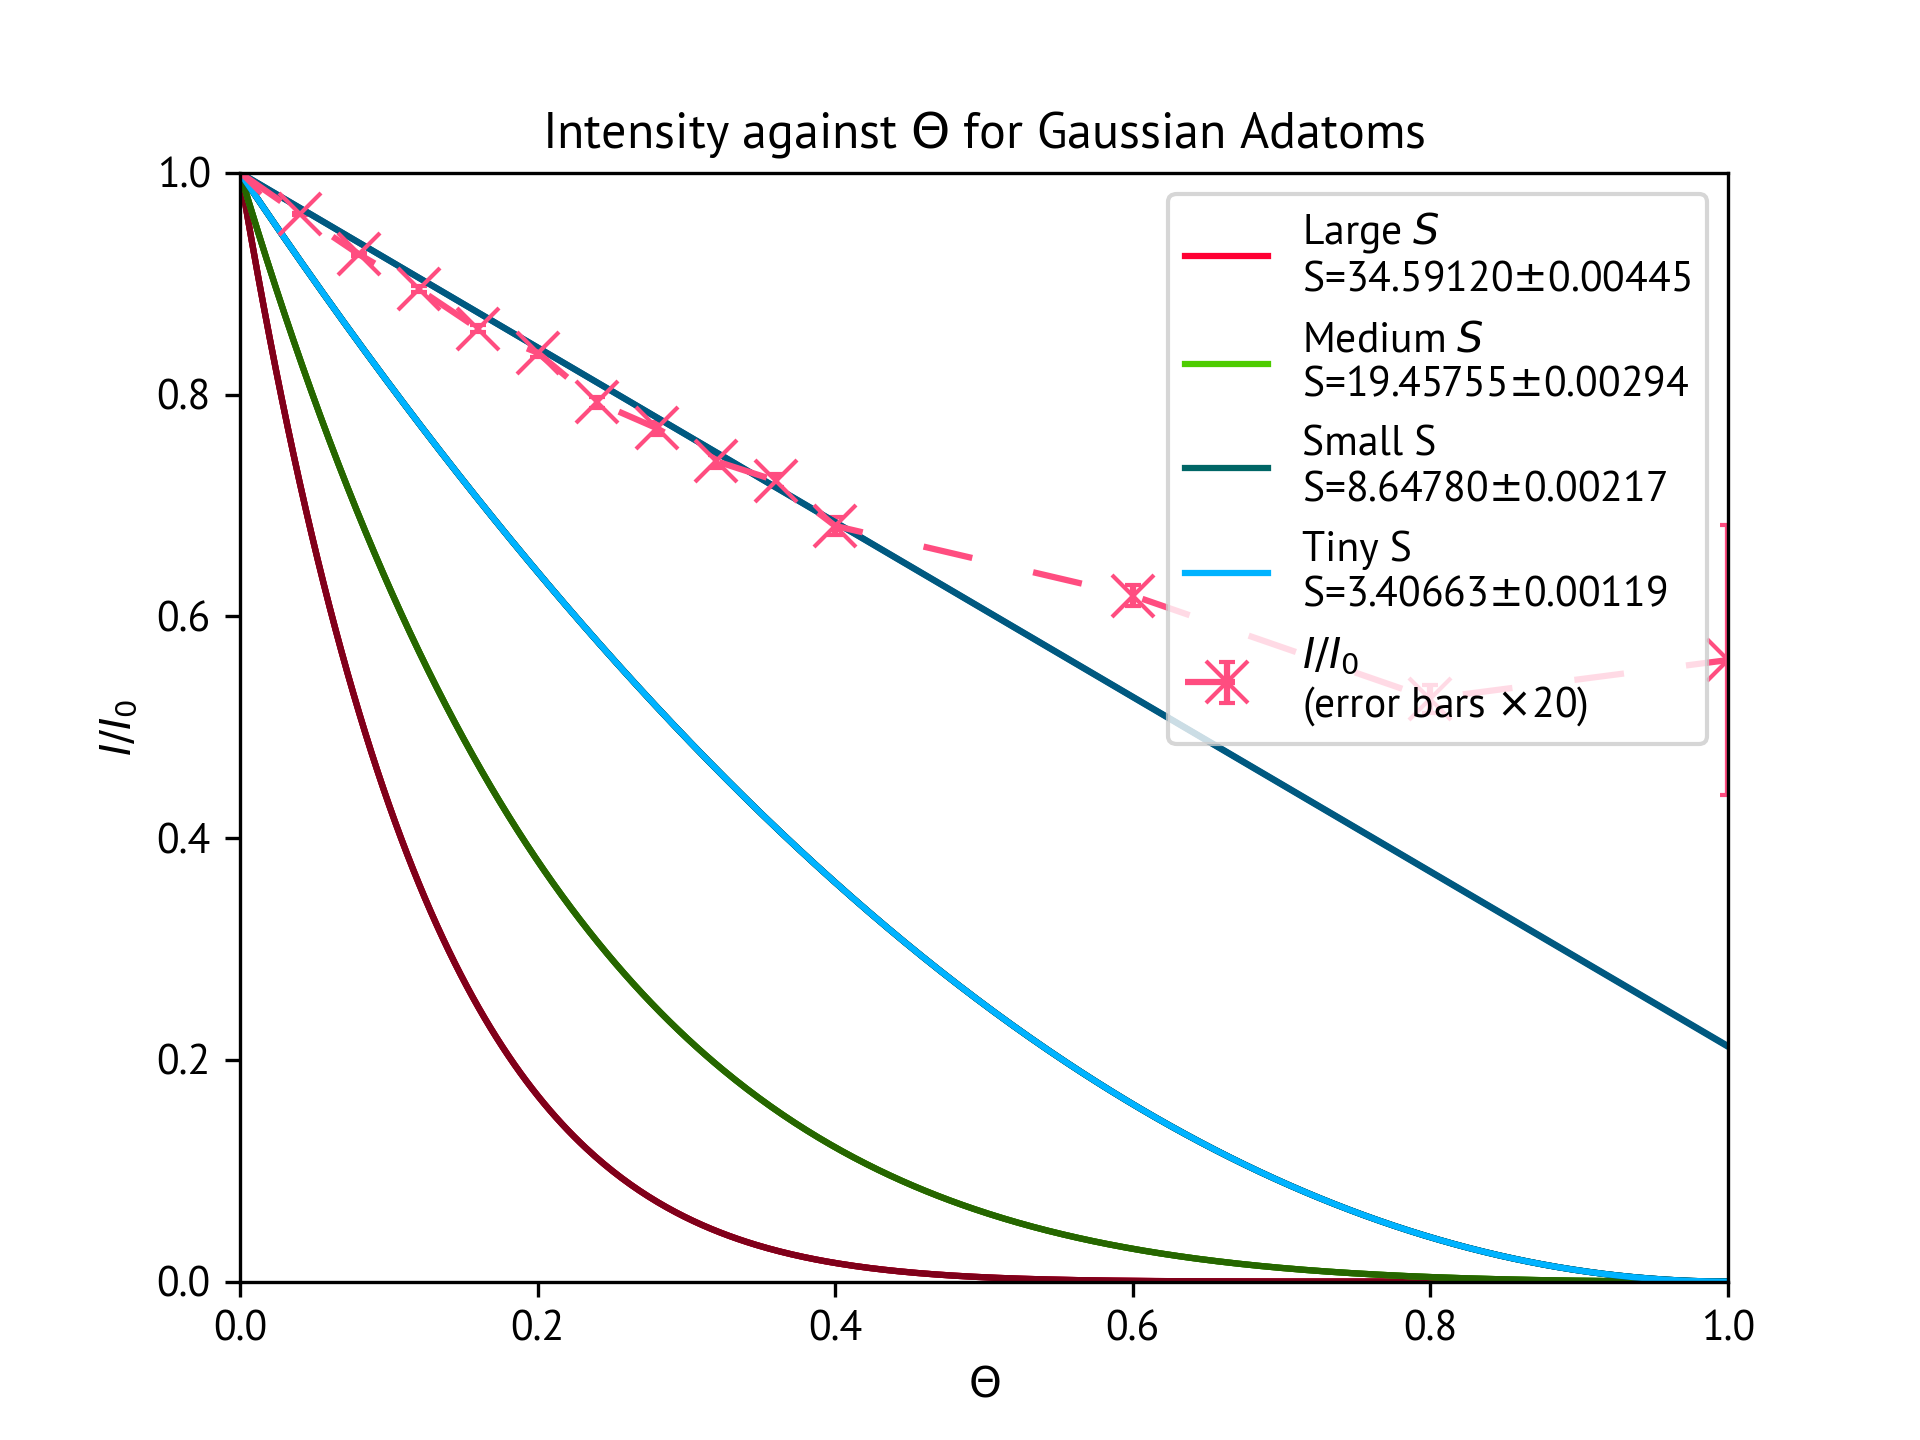 Intensity against Θ for Gaussian Adatoms
1.0
0.8
0.6
0.4
0.2
0.0
I/I₀
0.0
0.2
0.4
0.6
0.8
1.0
Θ
Large S
S=34.59120±0.00445
Medium S
S=19.45755±0.00294
Small S
S=8.64780±0.00217
Tiny S
S=3.40663±0.00119
I/I₀
(error bars ×20)